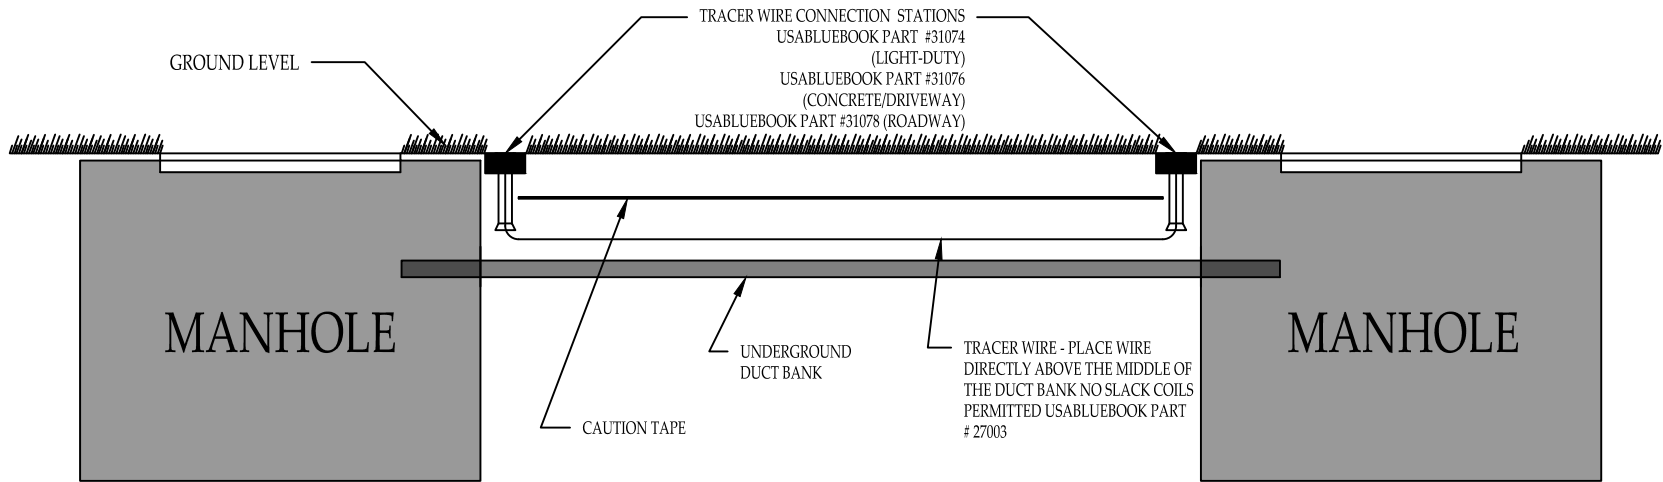 TRACER WIRE CONNECTION STATIONS
USABLUEBOOK PART #31074
(LIGHT-DUTY)
USABLUEBOOK PART #31076
(CONCRETE/DRIVEWAY)
USABLUEBOOK PART #31078 (ROADWAY)
GROUND LEVEL
MANHOLE
MANHOLE
UNDERGROUND
DUCT BANK
TRACER WIRE - PLACE WIRE
DIRECTLY ABOVE THE MIDDLE OF
THE DUCT BANK NO SLACK COILS
PERMITTED USABLUEBOOK PART
# 27003
CAUTION TAPE